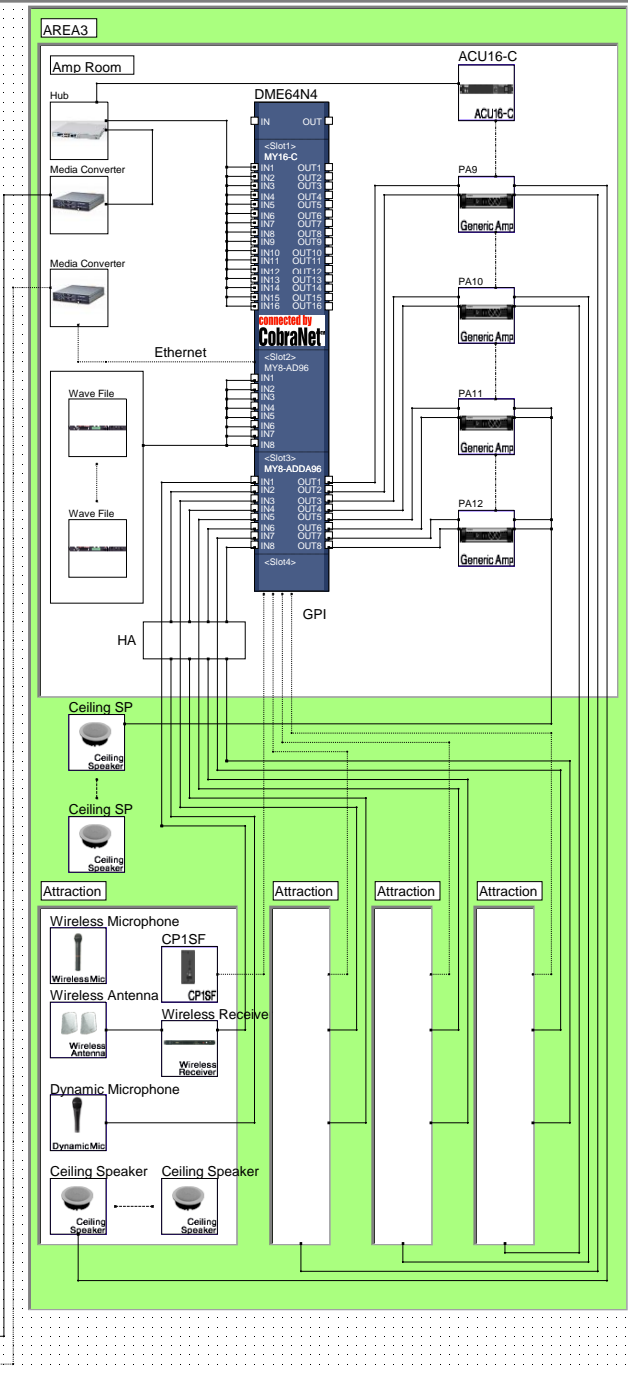 AREA3
Amp Room
Hub
Media Converter
Media Converter
Ethernet
Wave File
Wave File
HA
DME64N4
IN OUT
<Slot1>
MY16-C
IN1 OUT1
IN2 OUT2
IN3 OUT3
IN4 OUT4
IN5 OUT5
IN6 OUT6
IN7 OUT7
IN8 OUT8
IN9 OUT9
IN10 OUT10
IN11 OUT11
IN12 OUT12
IN13 OUT13
IN14 OUT14
IN15 OUT15
IN16 OUT16
connected by
CobraNet™
<Slot2>
MY8-AD96
IN1
IN2
IN3
IN4
IN5
IN6
IN7
IN8
<Slot3>
MY8-ADDA96
IN1 OUT1
IN2 OUT2
IN3 OUT3
IN4 OUT4
IN5 OUT5
IN6 OUT6
IN7 OUT7
IN8 OUT8
<Slot4>
GPI
ACU16-C
ACU16-C
PA9
Generic Amp
PA10
Generic Amp
PA11
Generic Amp
PA12
Generic Amp
Ceiling SP
Ceiling
Speaker
Ceiling SP
Ceiling
Speaker
Attraction
Attraction
Attraction
Attraction
Wireless Microphone
WirelessMic
CP1SF
CP1SF
Wireless Antenna
Wireless
Antenna
Wireless Receive
Wireless
Receiver
Dynamic Microphone
DynamicMic
Ceiling Speaker
Ceiling
Speaker
Ceiling Speaker
Ceiling
Speaker